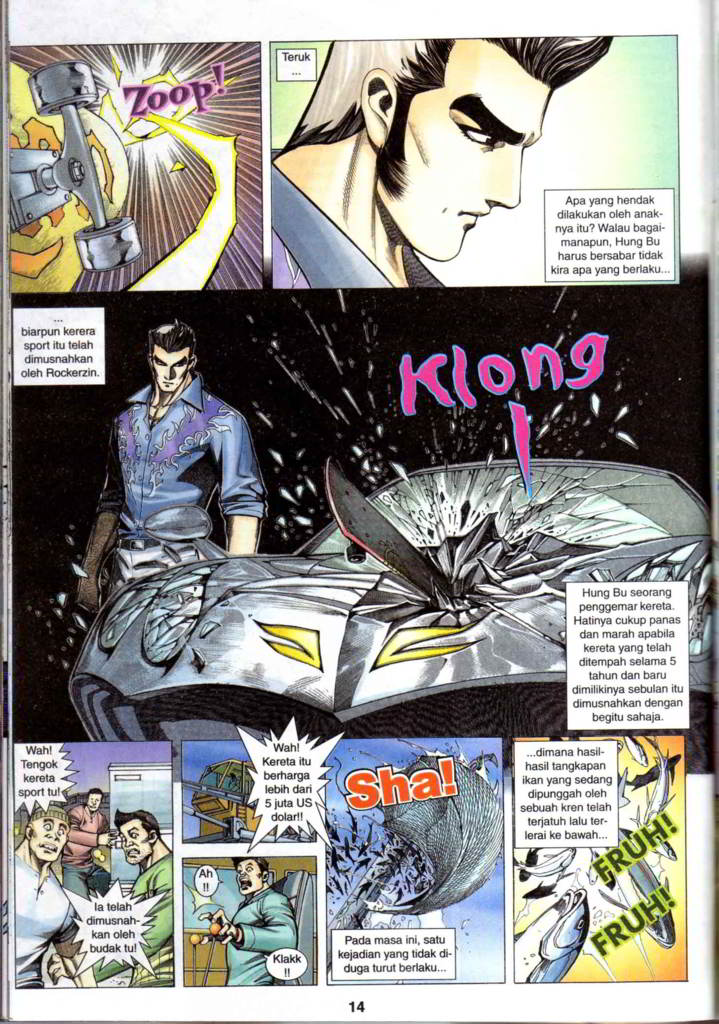 Zoop!
Teruk
...
Apa yang hendak
dilakukan oleh anak-
nya itu? Walau bagai-
manapun, Hung Bu
harus bersabar tidak
kira apa yang berlaku...
...
biarpun kerera
sport itu telah
dimusnahkan
oleh Rockerzin.
Klong
!
Hung Bu seorang
penggemar kereta.
Hatinya cukup panas
dan marah apabila
kereta yang telah
ditempah selama 5
tahun dan baru
dimilikinya sebulan itu
dimusnahkan dengan
begitu sahaja.
Wah!
Tengok
kereta
sport tu!
Ia telah
dimusnah-
kan oleh
budak tu!
Wah!
Kereta itu
berharga
lebih dari
5 juta US
dolar!!
Ah
!!
Klakk
!!
Sha!
Pada masa ini, satu
kejadian yang tidak di-
duga turut berlaku...
...dimana hasil-
hasil tangkapan
ikan yang sedang
dipunggah oleh
sebuah kren telah
terjatuh lalu ter-
lerai ke bawah...
FRUH!
FRUH!
14